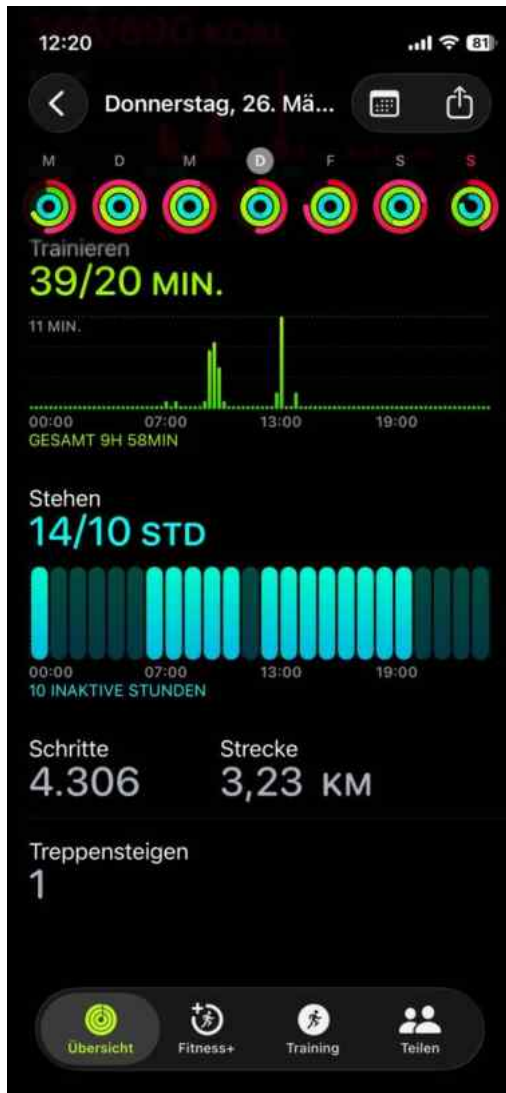 12:20
81
Donnerstag, 26. Mä...
M D M D F S S
Trainieren
39/20 MIN.
11 MIN.
00:00 07:00 13:00 19:00
GESAMT 9H 58MIN
Stehen
14/10 STD
00:00 07:00 13:00 19:00
10 INAKTIVE STUNDEN
Schritte Strecke
4.306 3,23 KM
Treppensteigen
1
Übersicht Fitness+ Training Teilen